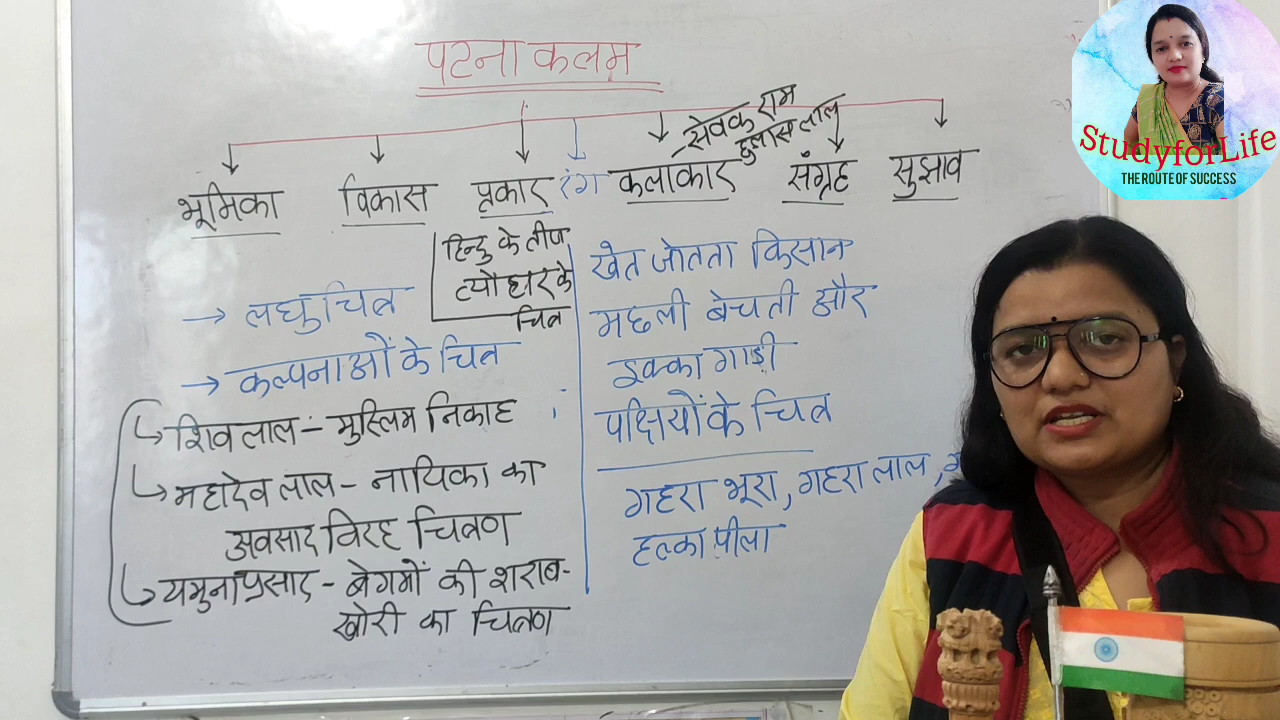 पटना कलम
सेवक राम
हुलास लाल
भूमिका विकास प्रकार रंग कलाकार संग्रह सुझाव
हिन्दु के तीज
त्यौहार के
चित्र
→ लघुचित्र
→ कल्पनाओं के चित्र
शिवलाल - मुस्लिम निकाह
महादेव लाल - नायिका का
अवसाद विरह चित्रण
यमुनाप्रसाद - बेगमों की शराब-
खोरी का चित्रण
खेत जोतता किसान
मछली बेचती और
इक्का गाड़ी
पक्षियों के चित्र
गहरा भूरा, गहरा लाल,
हल्का पीला
StudyforLife
THE ROUTE OF SUCCESS